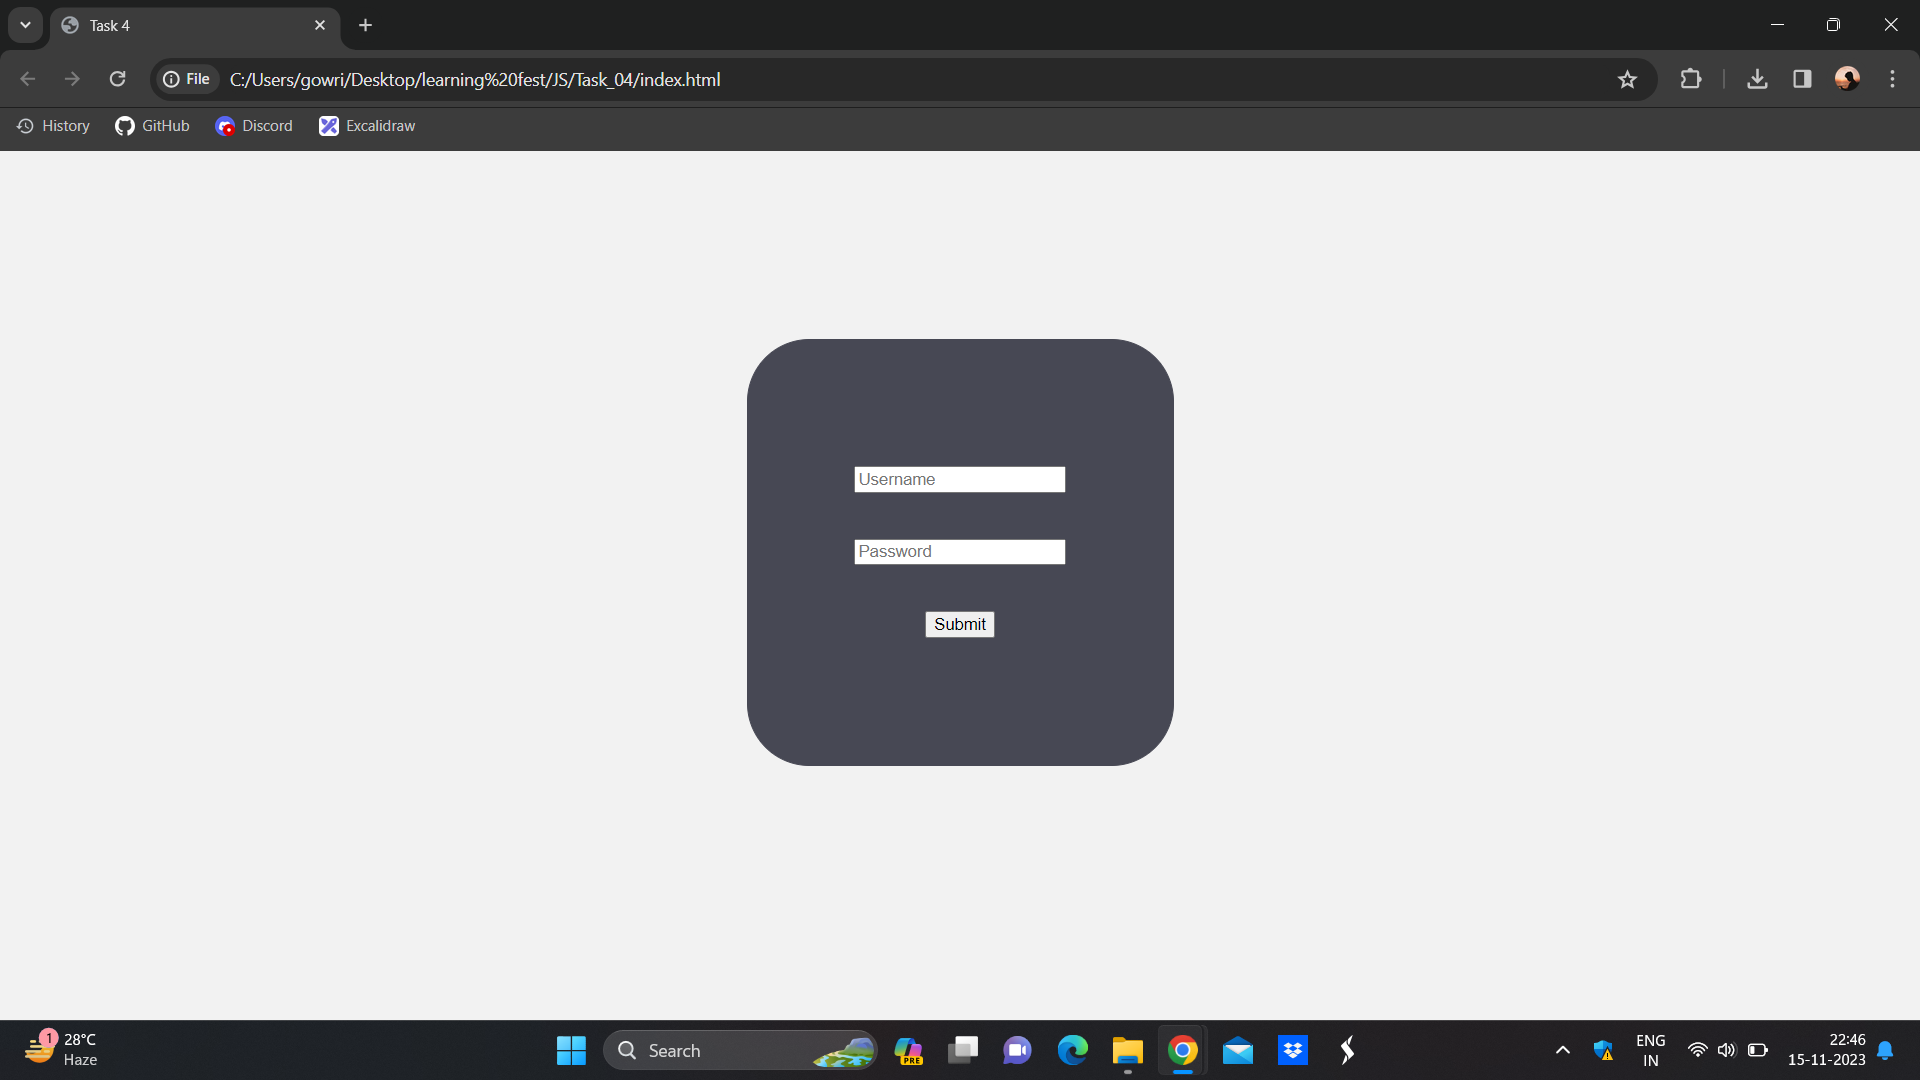 Task 4
File C:/Users/gowri/Desktop/learning%20fest/JS/Task_04/index.html
History GitHub Discord Excalidraw
Username
Password
Submit
1
28°C
Haze
Search
PRE
ENG
IN
22:46
15-11-2023